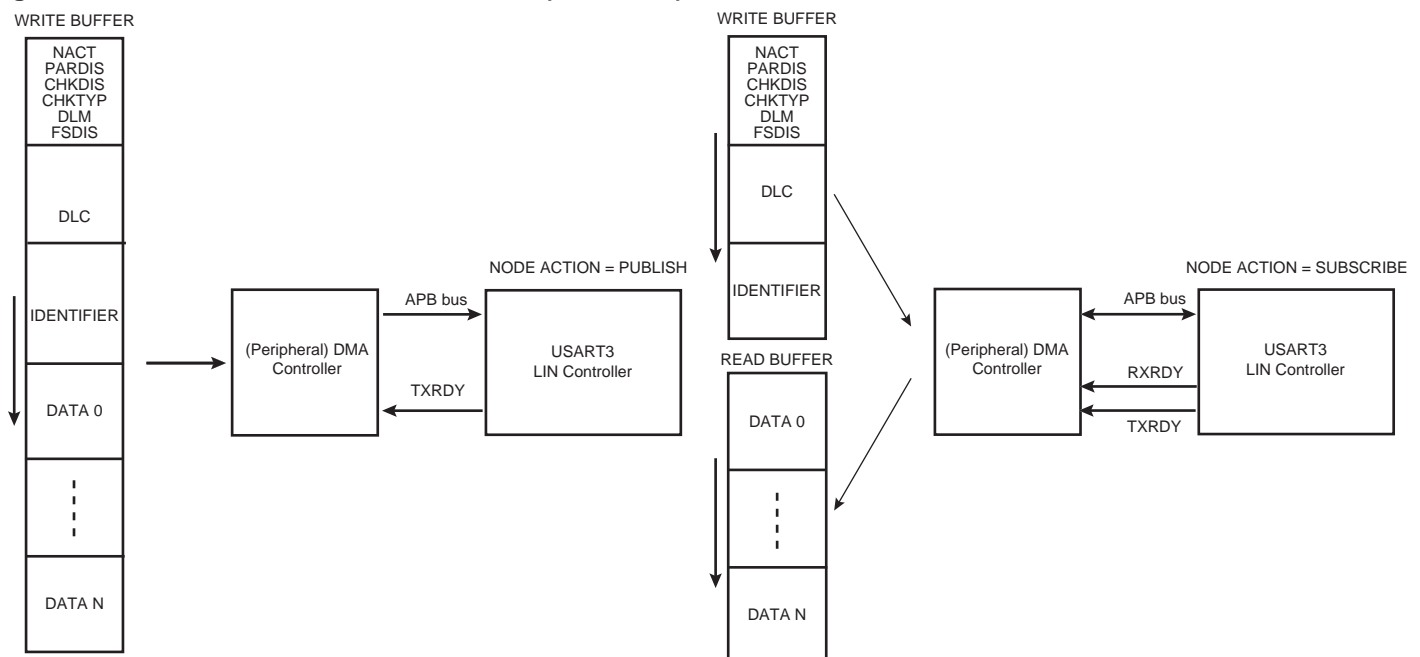 WRITE BUFFER
NACT
PARDIS
CHKDIS
CHKTYP
DLM
FSDIS
DLC
IDENTIFIER
DATA 0
DATA N
(Peripheral) DMA
Controller
APB bus
TXRDY
NODE ACTION = PUBLISH
USART3
LIN Controller
WRITE BUFFER
NACT
PARDIS
CHKDIS
CHKTYP
DLM
FSDIS
DLC
IDENTIFIER
READ BUFFER
DATA 0
DATA N
(Peripheral) DMA
Controller
APB bus
RXRDY
TXRDY
NODE ACTION = SUBSCRIBE
USART3
LIN Controller